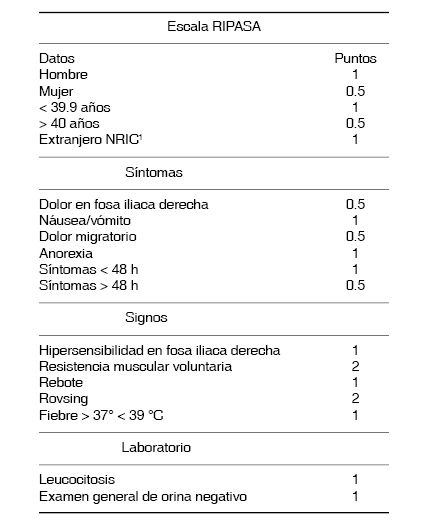 Escala RIPASA
Datos Puntos
Hombre 1
Mujer 0.5
< 39.9 años 1
> 40 años 0.5
Extranjero NRIC¹ 1
Síntomas
Dolor en fosa iliaca derecha 0.5
Náusea/vómito 1
Dolor migratorio 0.5
Anorexia 1
Síntomas < 48 h 1
Síntomas > 48 h 0.5
Signos
Hipersensibilidad en fosa iliaca derecha 1
Resistencia muscular voluntaria 2
Rebote 1
Rovsing 2
Fiebre > 37° < 39 °C 1
Laboratorio
Leucocitosis 1
Examen general de orina negativo 1